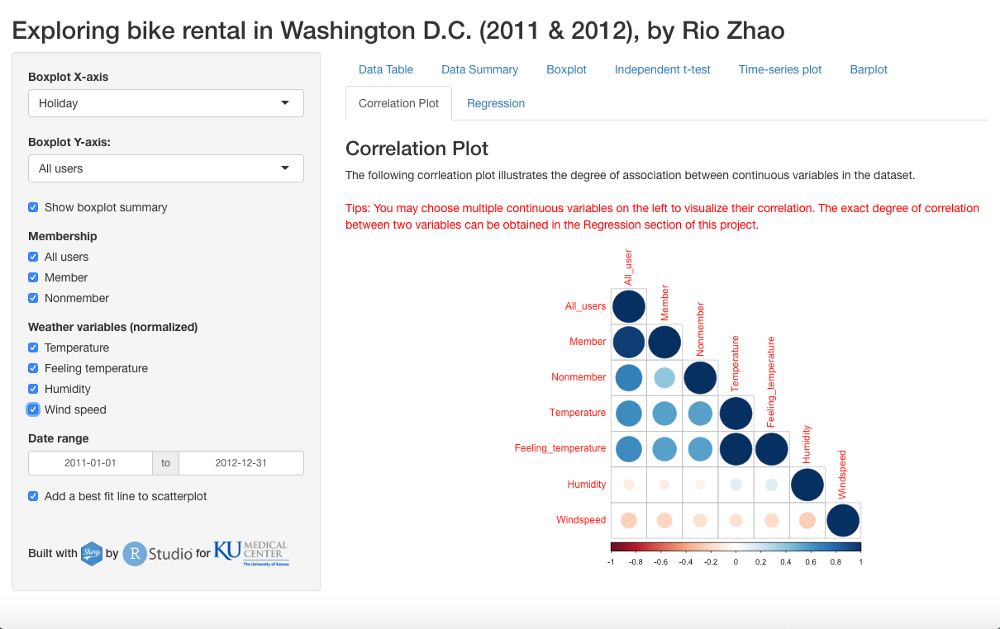 Exploring bike rental in Washington D.C. (2011 & 2012), by Rio Zhao
Boxplot X-axis
Holiday
Boxplot Y-axis:
All users
Show boxplot summary
Membership
All users
Member
Nonmember
Weather variables (normalized)
Temperature
Feeling temperature
Humidity
Wind speed
Date range
2011-01-01 to 2012-12-31
Add a best fit line to scatterplot
Built with Shiny by R Studio for KU MEDICAL CENTER
The University of Kansas
Data Table Data Summary Boxplot Independent t-test Time-series plot Barplot
Correlation Plot Regression
Correlation Plot
The following corrleation plot illustrates the degree of association between continuous variables in the dataset.
Tips: You may choose multiple continuous variables on the left to visualize their correlation. The exact degree of correlation
between two variables can be obtained in the Regression section of this project.
All_user
Member
Nonmember
Temperature
Feeling_temperature
Humidity
Windspeed
All_users
Member
Nonmember
Temperature
Feeling_temperature
Humidity
Windspeed
-1 -0.8 -0.6 -0.4 -0.2 0 0.2 0.4 0.6 0.8 1